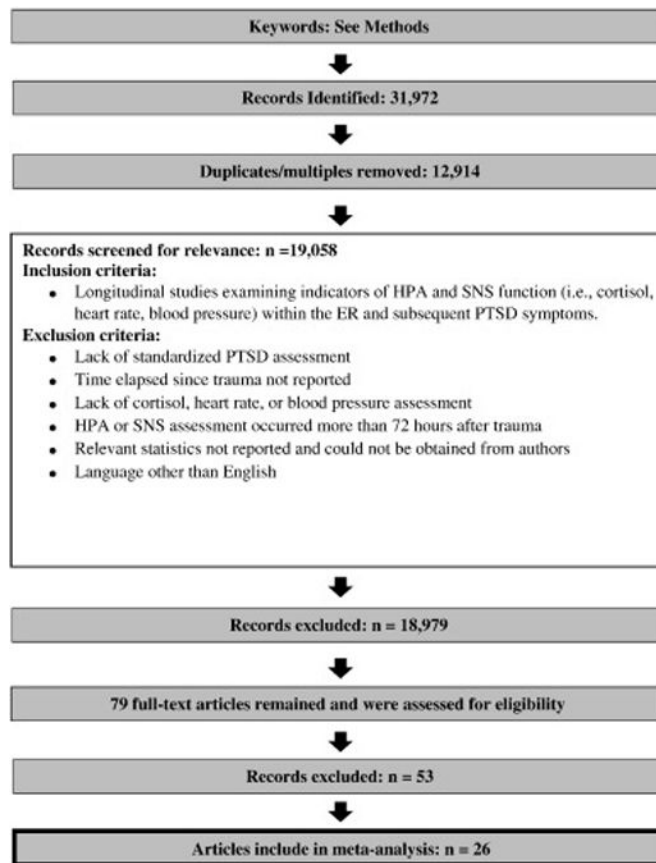 Keywords: See Methods
Records Identified: 31,972
Duplicates/multiples removed: 12,914
Records screened for relevance: n =19,058
Inclusion criteria:
• Longitudinal studies examining indicators of HPA and SNS function (i.e., cortisol,
heart rate, blood pressure) within the ER and subsequent PTSD symptoms.
Exclusion criteria:
• Lack of standardized PTSD assessment
• Time elapsed since trauma not reported
• Lack of cortisol, heart rate, or blood pressure assessment
• HPA or SNS assessment occurred more than 72 hours after trauma
• Relevant statistics not reported and could not be obtained from authors
• Language other than English
Records excluded: n = 18,979
79 full-text articles remained and were assessed for eligibility
Records excluded: n = 53
Articles include in meta-analysis: n = 26